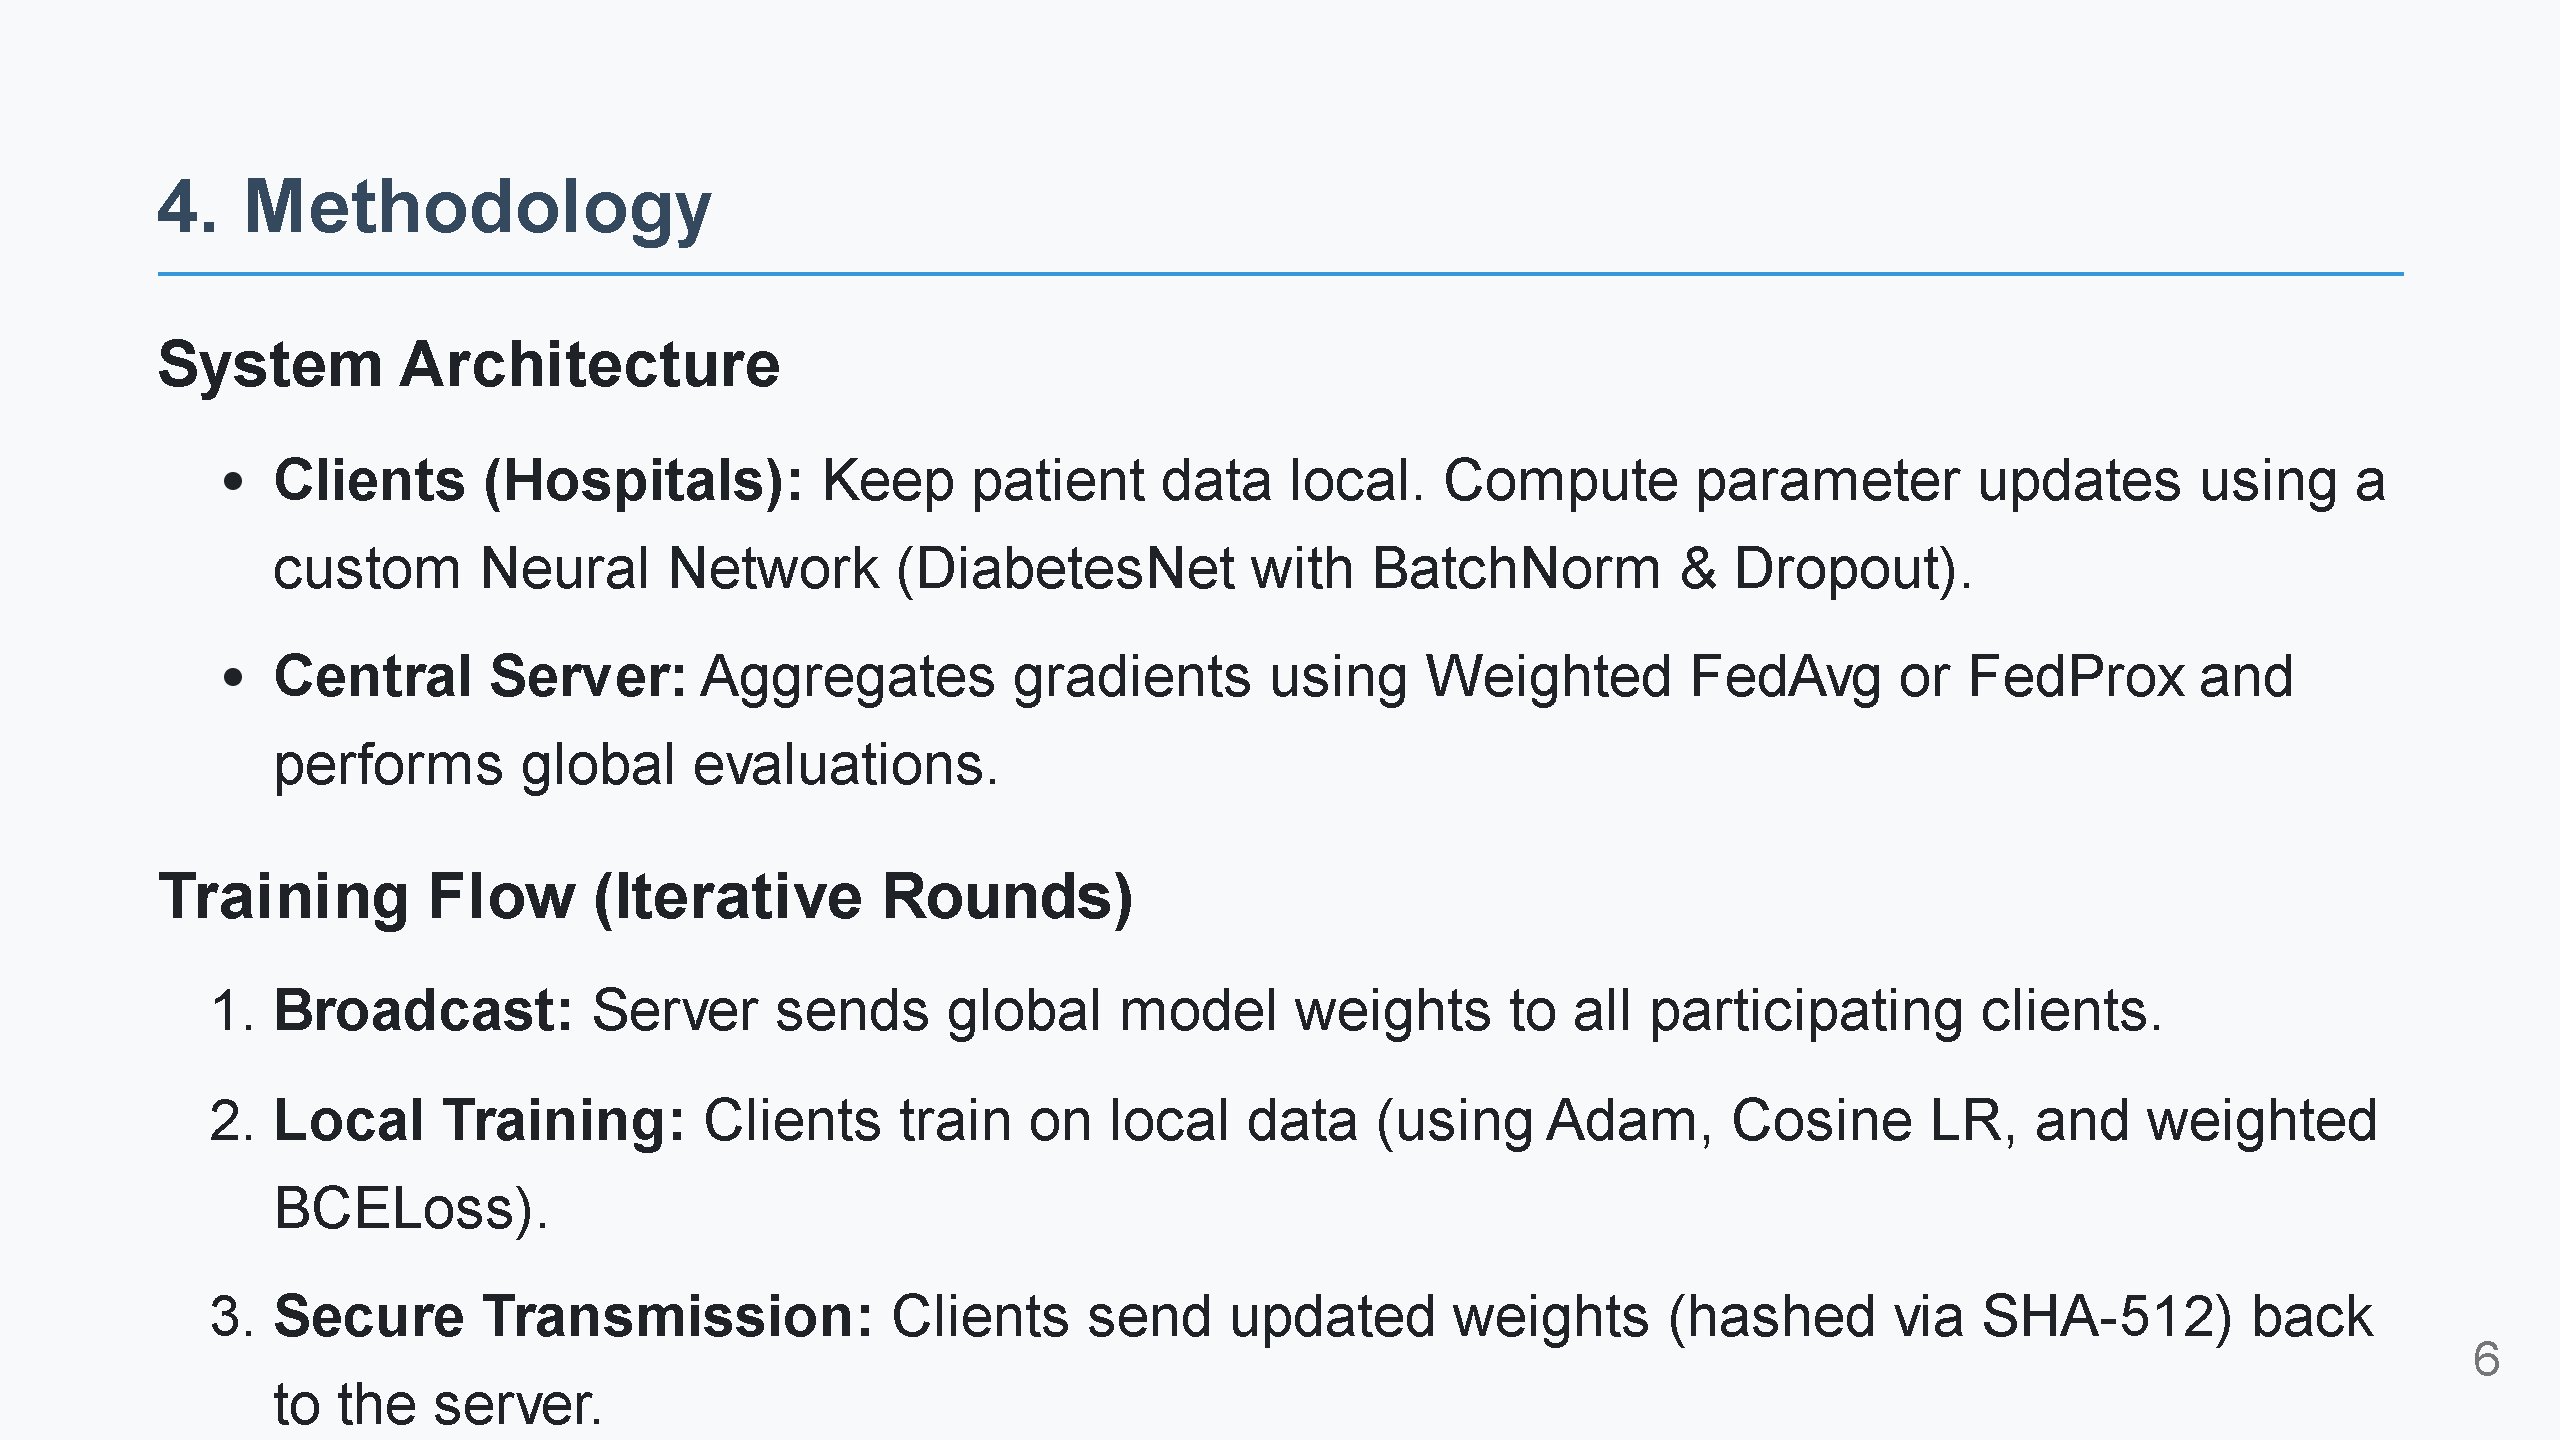 4. Methodology
System Architecture
• Clients (Hospitals): Keep patient data local. Compute parameter updates using a
custom Neural Network (DiabetesNet with BatchNorm & Dropout).
• Central Server: Aggregates gradients using Weighted FedAvg or FedProx and
performs global evaluations.
Training Flow (Iterative Rounds)
1. Broadcast: Server sends global model weights to all participating clients.
2. Local Training: Clients train on local data (using Adam, Cosine LR, and weighted
BCELoss).
3. Secure Transmission: Clients send updated weights (hashed via SHA-512) back
to the server.
6